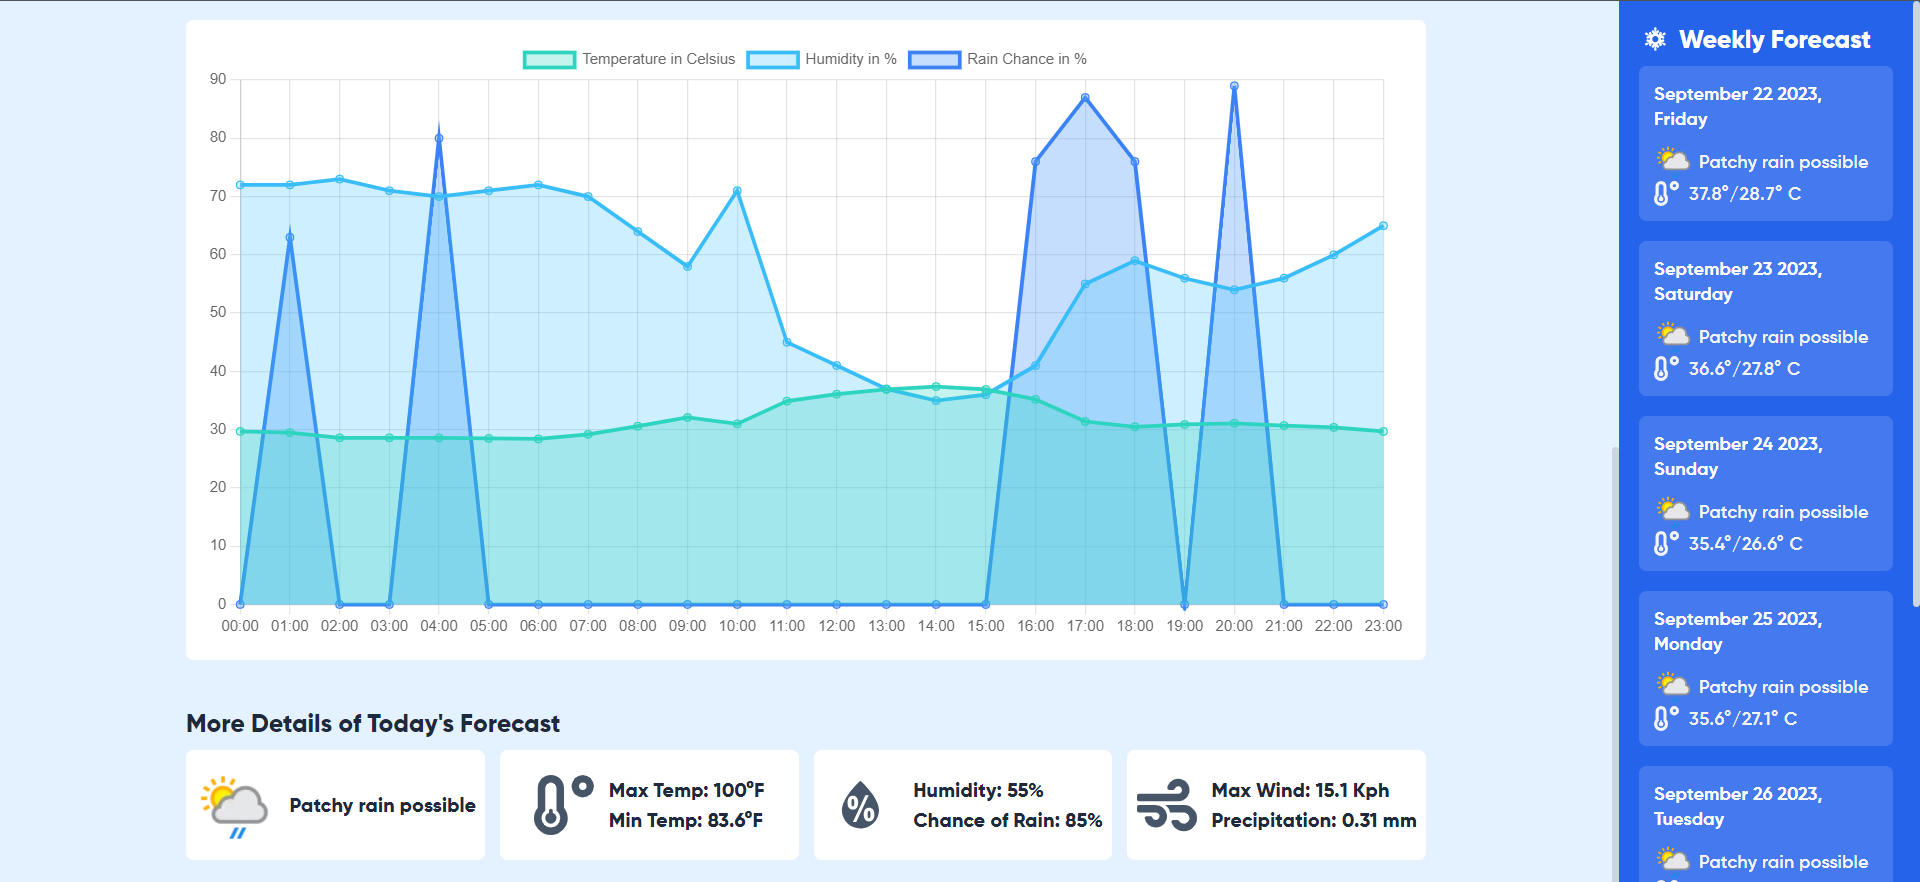 Temperature in Celsius Humidity in % Rain Chance in %
90
80
70
60
50
40
30
20
10
0
00:00 01:00 02:00 03:00 04:00 05:00 06:00 07:00 08:00 09:00 10:00 11:00 12:00 13:00 14:00 15:00 16:00 17:00 18:00 19:00 20:00 21:00 22:00 23:00
More Details of Today's Forecast
Patchy rain possible
Max Temp: 100°F
Min Temp: 83.6°F
%
Humidity: 55%
Chance of Rain: 85%
Max Wind: 15.1 Kph
Precipitation: 0.31 mm
Weekly Forecast
September 22 2023,
Friday
Patchy rain possible
37.8°/28.7° C
September 23 2023,
Saturday
Patchy rain possible
36.6°/27.8° C
September 24 2023,
Sunday
Patchy rain possible
35.4°/26.6° C
September 25 2023,
Monday
Patchy rain possible
35.6°/27.1° C
September 26 2023,
Tuesday
Patchy rain possible